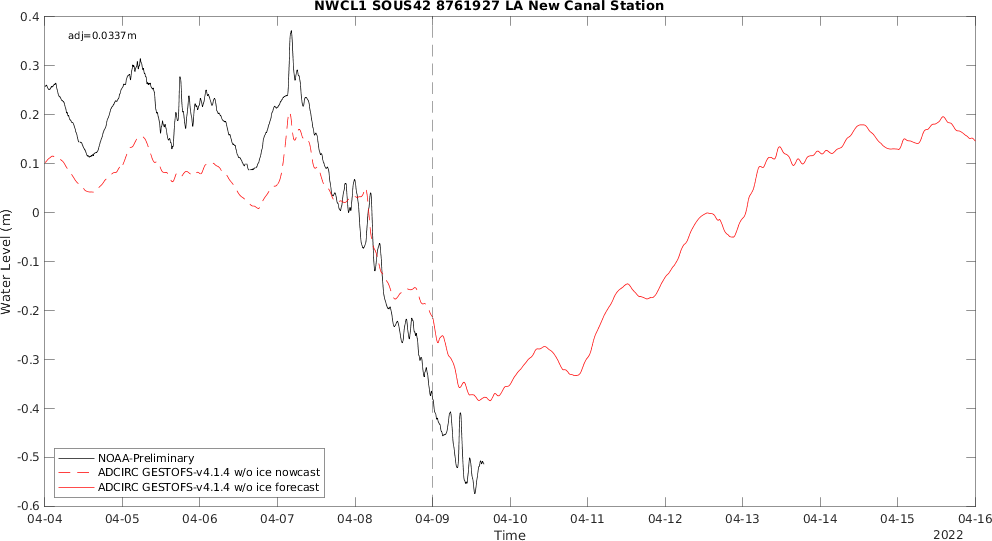 NWCL1 SOUS42 8761927 LA New Canal Station
adj=0.0337m
0.4
0.3
0.2
0.1
0
-0.1
-0.2
-0.3
-0.4
-0.5
-0.6
Water Level (m)
NOAA-Preliminary
ADCIRC GESTOFS-v4.1.4 w/o ice nowcast
ADCIRC GESTOFS-v4.1.4 w/o ice forecast
04-04 04-05 04-06 04-07 04-08 04-09 04-10 04-11 04-12 04-13 04-14 04-15 04-16
Time
2022